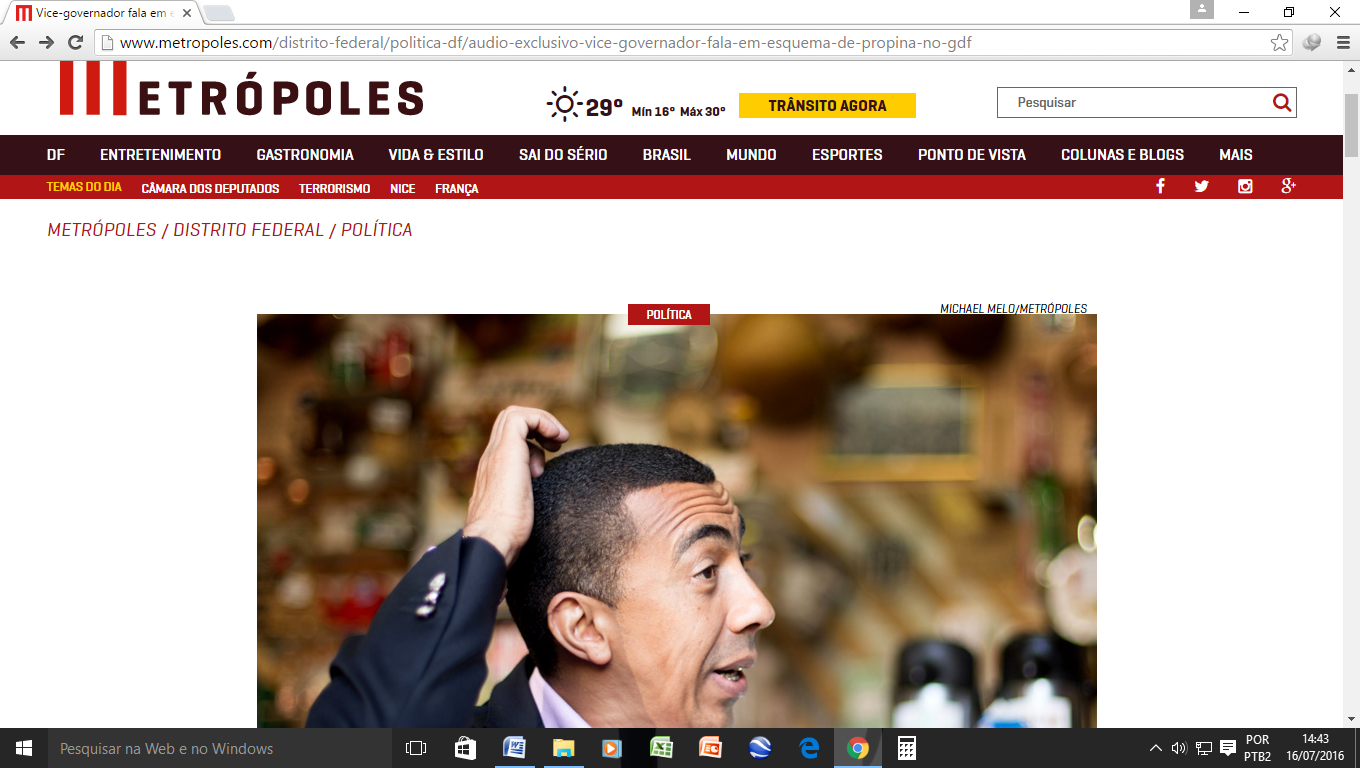 Vice-governador fala em e
www.metropoles.com/distrito-federal/politica-df/audio-exclusivo-vice-governador-fala-em-esquema-de-propina-no-gdf
METRÓPOLES
29º Mín 16º Máx 30º
TRÂNSITO AGORA
Pesquisar
DF ENTRETENIMENTO GASTRONOMIA VIDA & ESTILO SAI DO SÉRIO BRASIL MUNDO ESPORTES PONTO DE VISTA COLUNAS E BLOGS MAIS
TEMAS DO DIA CÂMARA DOS DEPUTADOS TERRORISMO NICE FRANÇA
METRÓPOLES / DISTRITO FEDERAL / POLÍTICA
MICHAEL MELO/METRÓPOLES
POLÍTICA
Pesquisar na Web e no Windows
POR
PTB2
14:43
16/07/2016